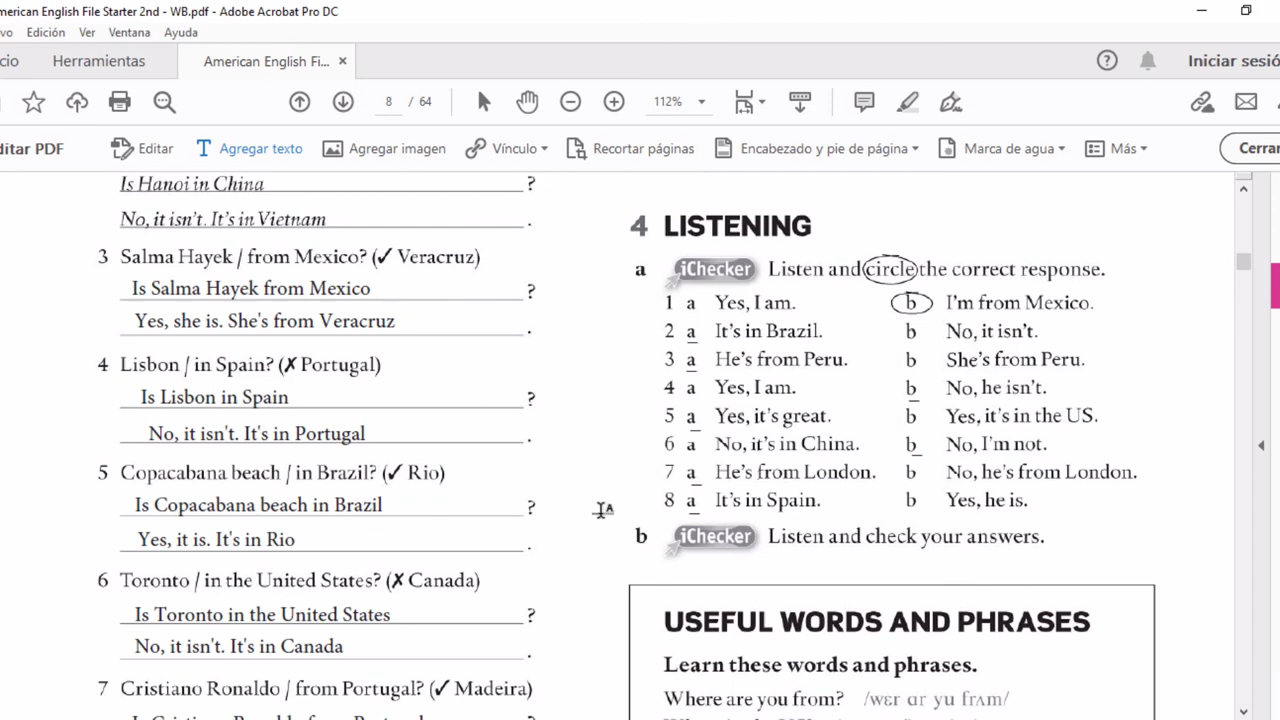 merican English File Starter 2nd - WB.pdf - Adobe Acrobat Pro DC
vo Edición Ver Ventana Ayuda
cio Herramientas American English Fi... × ? Iniciar sesió
8 / 64 112%
ditar PDF Editar Agregar texto Agregar imagen Vínculo Recortar páginas Encabezado y pie de página Marca de agua Más Cerrar
Is Hanoi in China ?
No, it isn't. It's in Vietnam .
3 Salma Hayek / from Mexico? (✓ Veracruz)
Is Salma Hayek from Mexico ?
Yes, she is. She's from Veracruz .
4 Lisbon / in Spain? (✗ Portugal)
Is Lisbon in Spain ?
No, it isn't. It's in Portugal .
5 Copacabana beach / in Brazil? (✓ Rio)
Is Copacabana beach in Brazil ?
Yes, it is. It's in Rio .
6 Toronto / in the United States? (✗ Canada)
Is Toronto in the United States ?
No, it isn't. It's in Canada .
7 Cristiano Ronaldo / from Portugal? (✓ Madeira)
4 LISTENING
a iChecker Listen and circle the correct response.
1 a Yes, I am. b I'm from Mexico.
2 a It's in Brazil. b No, it isn't.
3 a He's from Peru. b She's from Peru.
4 a Yes, I am. b No, he isn't.
5 a Yes, it's great. b Yes, it's in the US.
6 a No, it's in China. b No, I'm not.
7 a He's from London. b No, he's from London.
8 a It's in Spain. b Yes, he is.
b iChecker Listen and check your answers.
USEFUL WORDS AND PHRASES
Learn these words and phrases.
Where are you from? /wɛr ɑr yu frʌm/